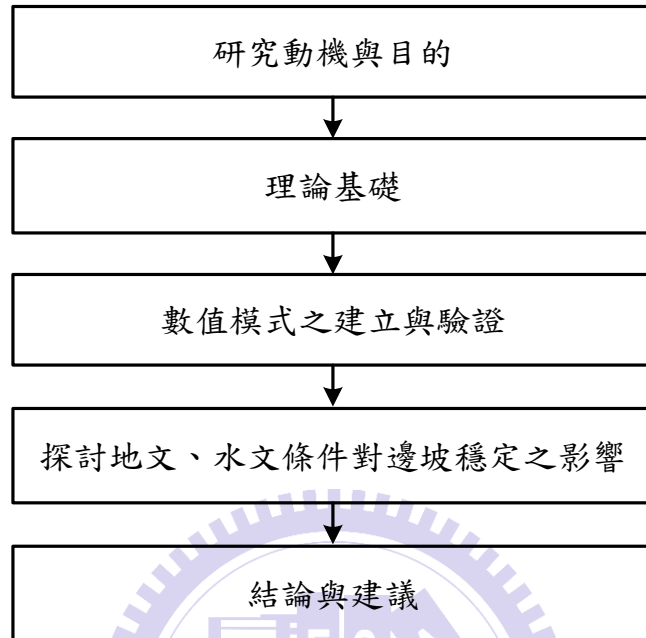 研究動機與目的
理論基礎
數值模式之建立與驗證
探討地文、水文條件對邊坡穩定之影響
結論與建議